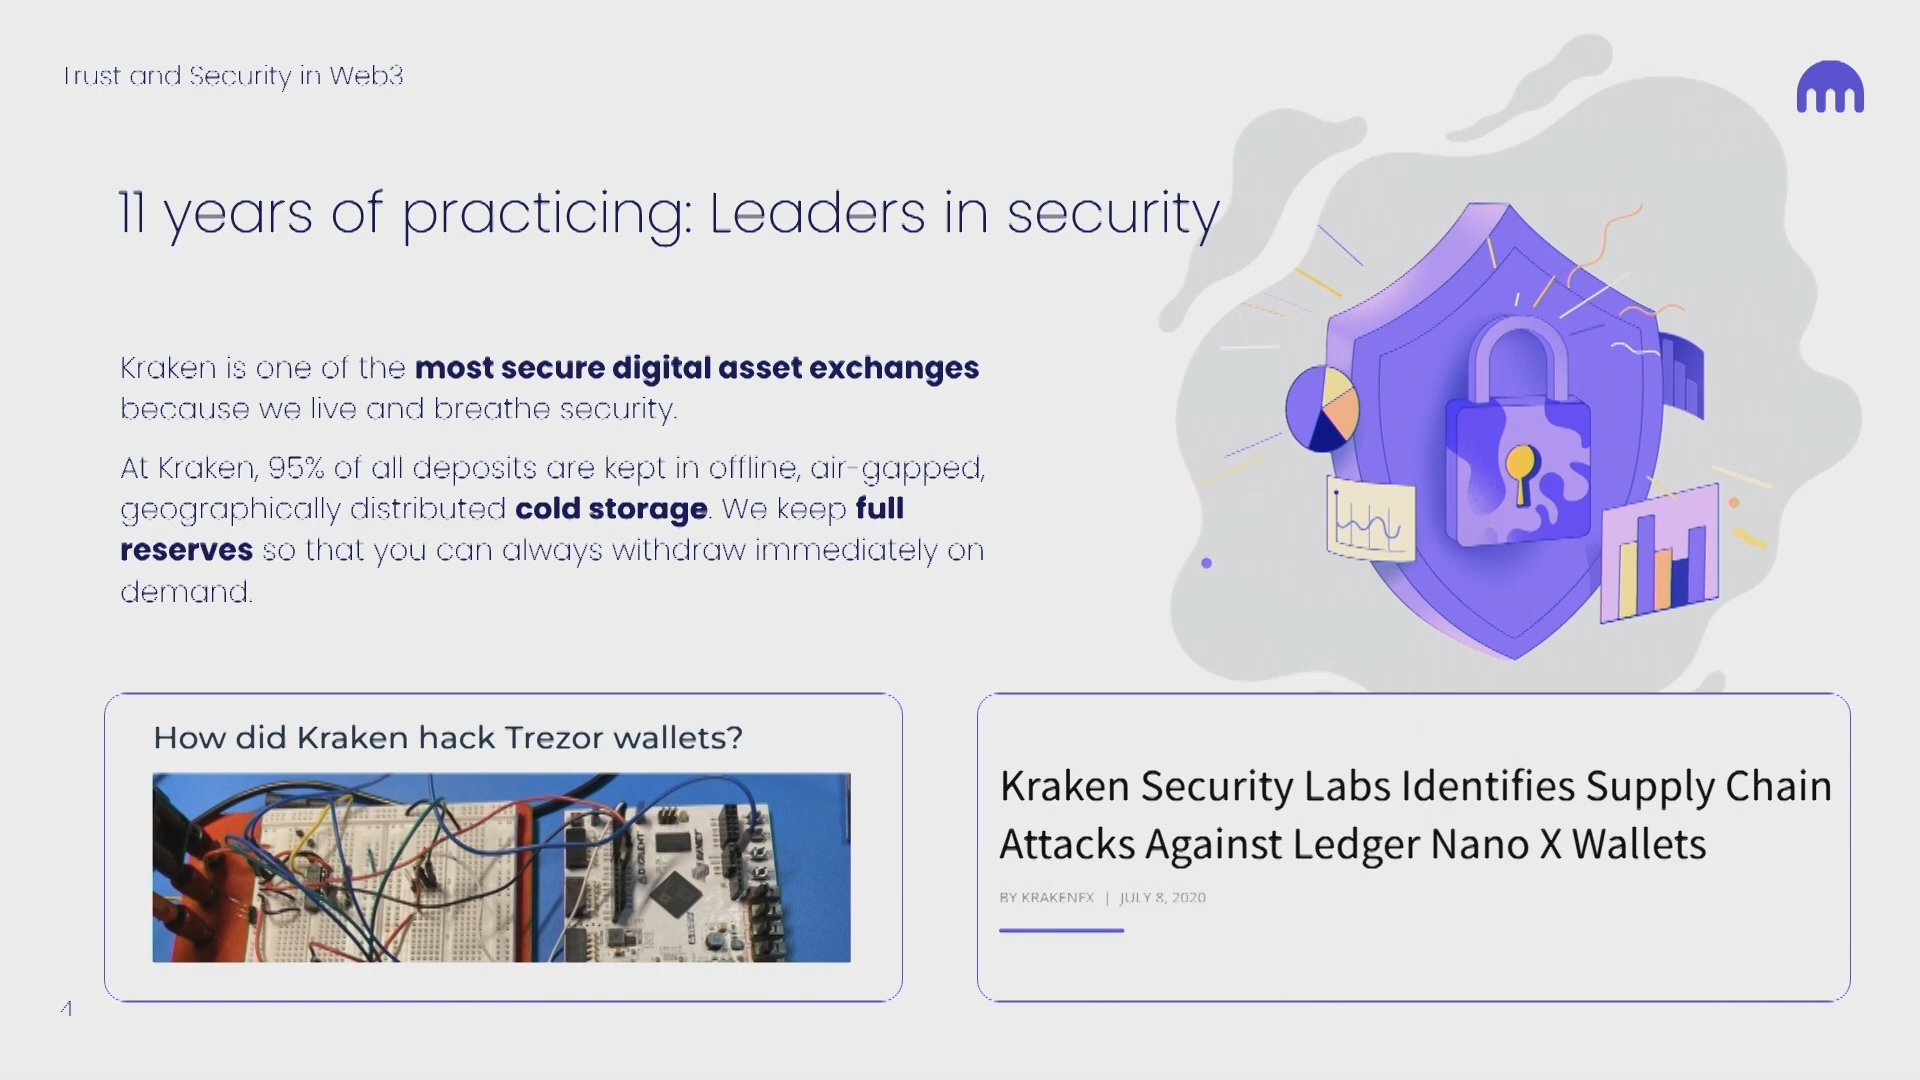 Trust and Security in Web3
11 years of practicing: Leaders in security
Kraken is one of the most secure digital asset exchanges
because we live and breathe security.
At Kraken, 95% of all deposits are kept in offline, air-gapped,
geographically distributed cold storage. We keep full
reserves so that you can always withdraw immediately on
demand.
How did Kraken hack Trezor wallets?
DIGILENT
AVNET
Kraken Security Labs Identifies Supply Chain
Attacks Against Ledger Nano X Wallets
BY KRAKENFX | JULY 8, 2020
4